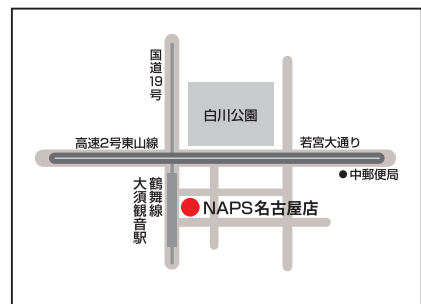 国道19号
白川公園
高速2号東山線
若宮大通り
●中郵便局
鶴舞線
大須観音駅
NAPS名古屋店